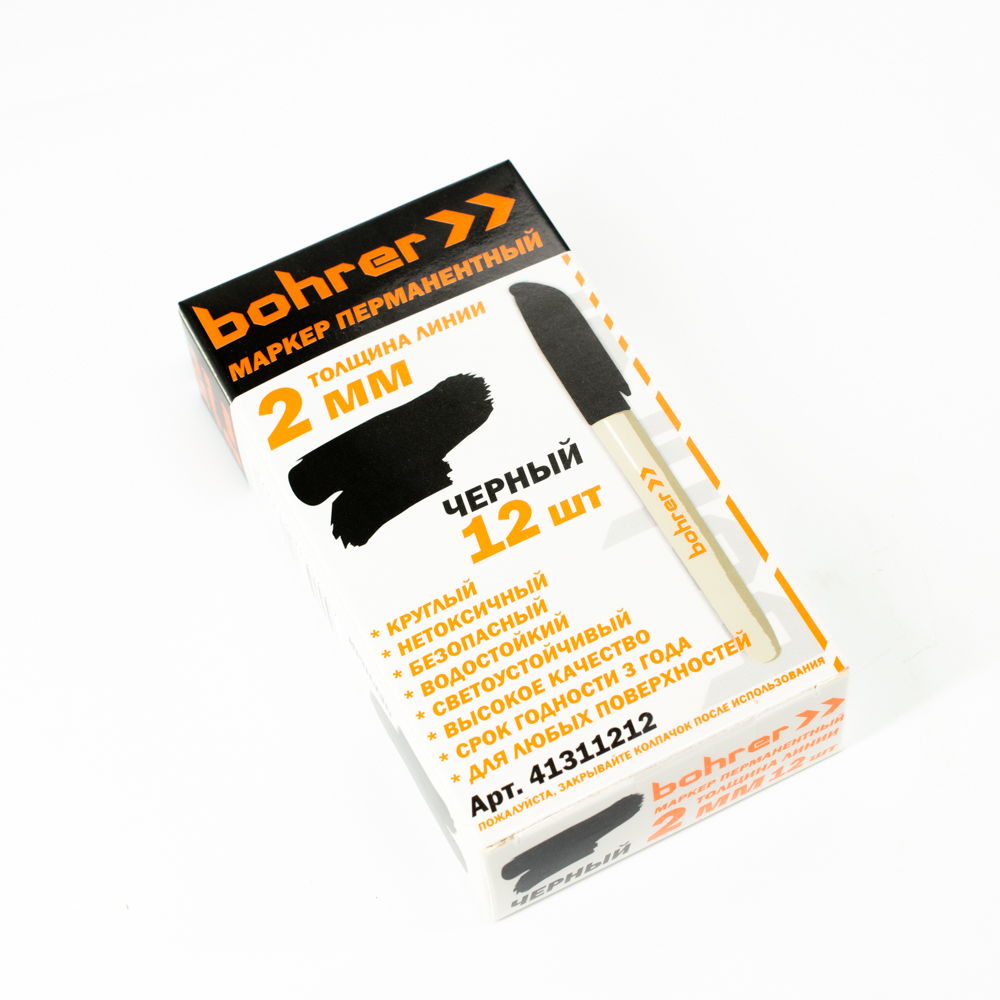 bohrer
МАРКЕР ПЕРМАНЕНТНЫЙ
ТОЛЩИНА ЛИНИИ
2 ММ
ЧЕРНЫЙ
12 шт
bohrer
* КРУГЛЫЙ
* НЕТОКСИЧНЫЙ
* БЕЗОПАСНЫЙ
* ВОДОСТОЙКИЙ
* СВЕТОУСТОЙЧИВЫЙ
* ВЫСОКОЕ КАЧЕСТВО
* СРОК ГОДНОСТИ 3 ГОДА
* ДЛЯ ЛЮБЫХ ПОВЕРХНОСТЕЙ
Арт. 41311212
ПОЖАЛУЙСТА, ЗАКРЫВАЙТЕ КОЛПАЧОК ПОСЛЕ ИСПОЛЬЗОВАНИЯ
bohrer
МАРКЕР ПЕРМАНЕНТНЫЙ
ТОЛЩИНА ЛИНИИ
2 ММ 12 шт
ЧЕРНЫЙ